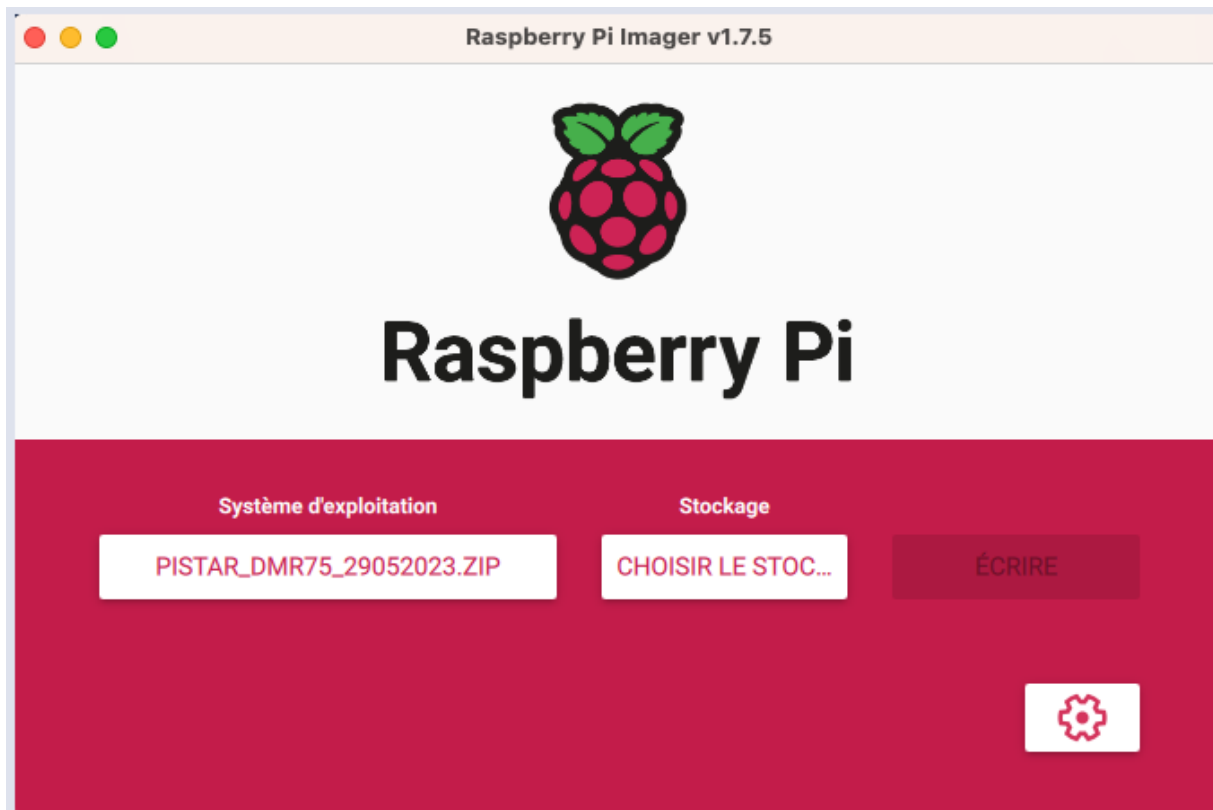 Raspberry Pi Imager v1.7.5
Raspberry Pi
Système d'exploitation
Stockage
PISTAR_DMR75_29052023.ZIP
CHOISIR LE STOC...
ÉCRIRE